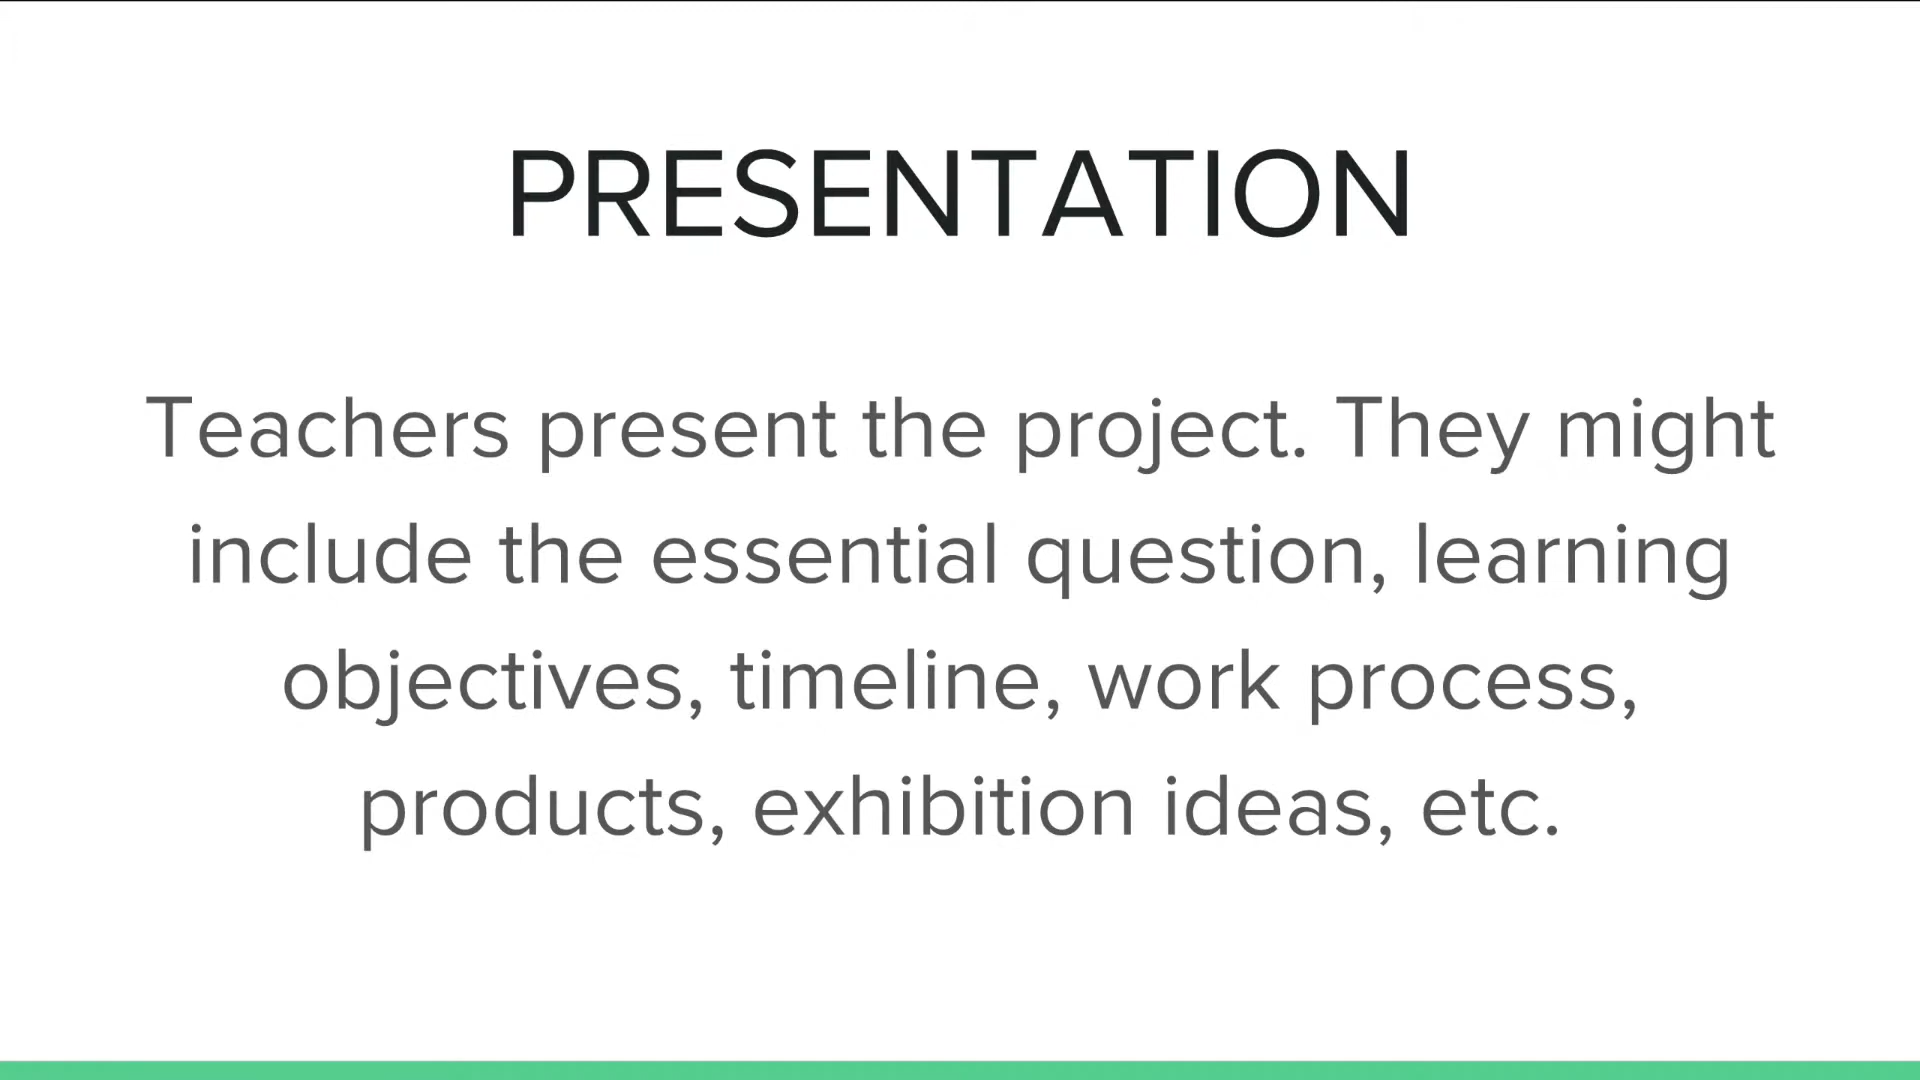 PRESENTATION
Teachers present the project. They might
include the essential question, learning
objectives, timeline, work process,
products, exhibition ideas, etc.